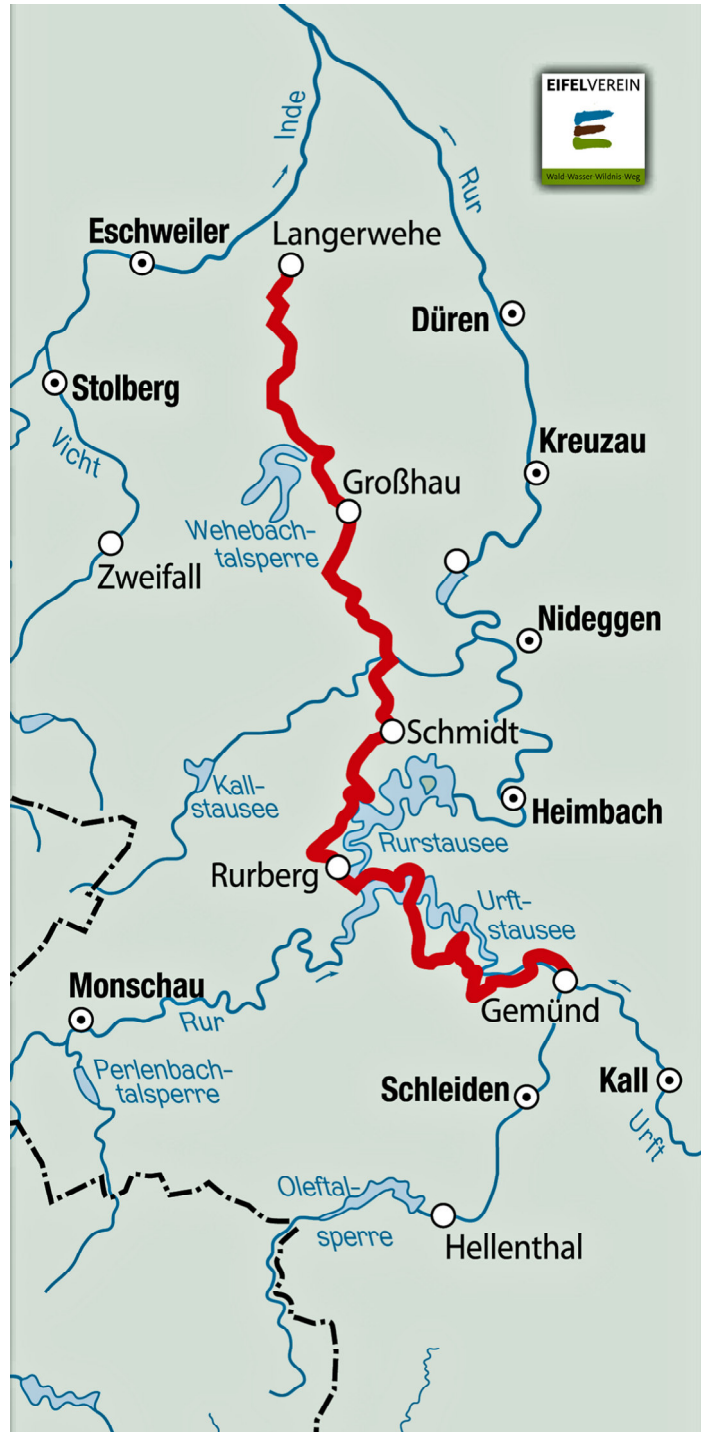 EIFELVEREIN
Wald Wasser Wildnis Weg
Inde
Rur
Eschweiler
Langerwehe
Düren
Stolberg
Vicht
Kreuzau
Großhau
Wehebach-
talsperre
Zweifall
Nideggen
Schmidt
Kall-
stausee
Heimbach
Rurstausee
Rurberg
Urft-
stausee
Monschau
Rur
Gemünd
Perlenbach-
talsperre
Schleiden
Kall
Urft
Oleftal-
sperre
Hellenthal